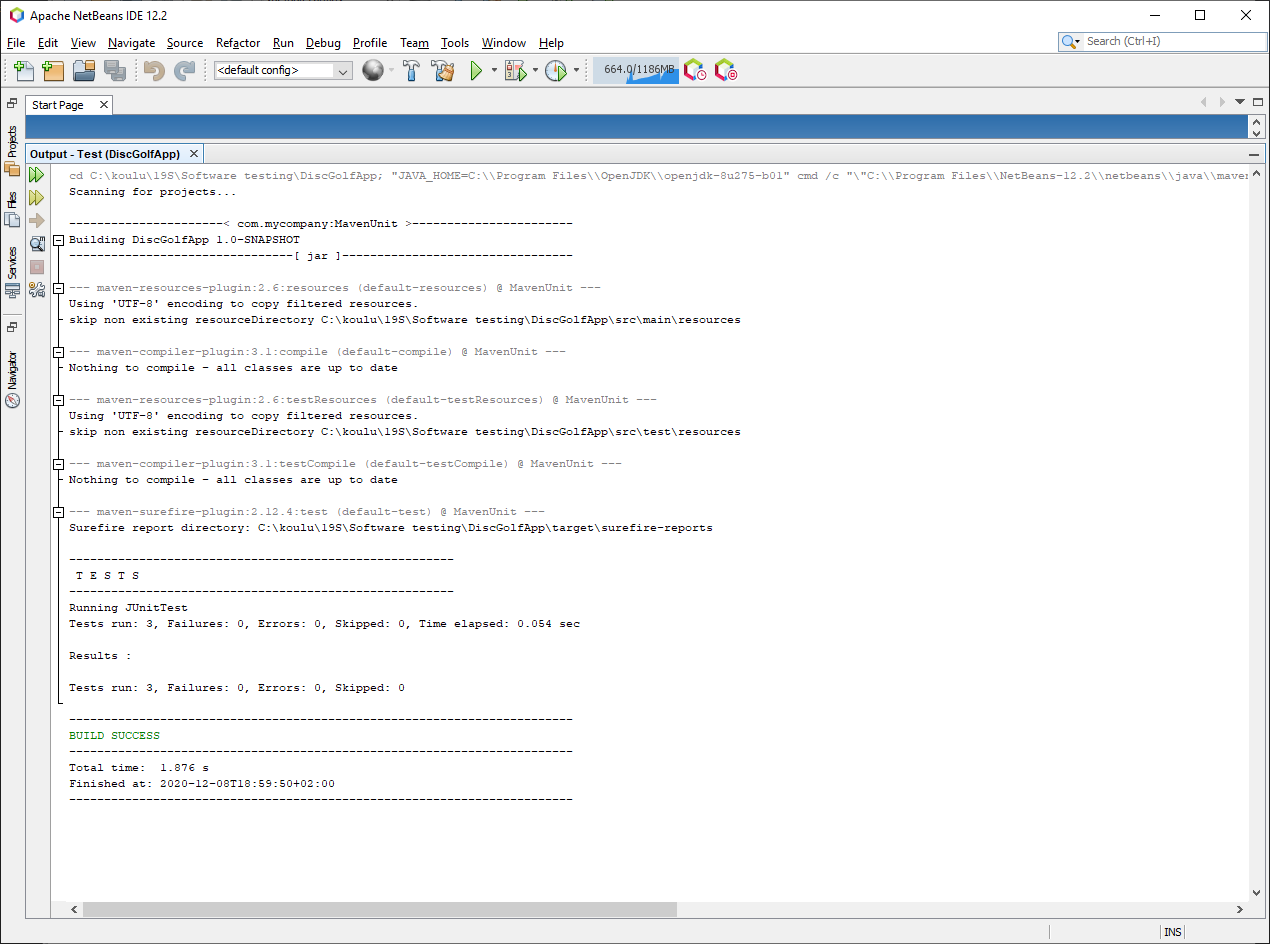 Apache NetBeans IDE 12.2
File Edit View Navigate Source Refactor Run Debug Profile Team Tools Window Help
Search (Ctrl+I)
<default config>
664.0/1186MB
Start Page
Projects
Files
Services
Navigator
Output - Test (DiscGolfApp)
cd C:\koulu\19S\Software testing\DiscGolfApp; "JAVA_HOME=C:\\Program Files\\OpenJDK\\openjdk-8u275-b01" cmd /c "\"C:\\Program Files\\NetBeans-12.2\\netbeans\\java\\maven
Scanning for projects...
----------------------< com.mycompany:MavenUnit >-----------------------
Building DiscGolfApp 1.0-SNAPSHOT
--------------------------------[ jar ]---------------------------------
--- maven-resources-plugin:2.6:resources (default-resources) @ MavenUnit ---
Using 'UTF-8' encoding to copy filtered resources.
skip non existing resourceDirectory C:\koulu\19S\Software testing\DiscGolfApp\src\main\resources
--- maven-compiler-plugin:3.1:compile (default-compile) @ MavenUnit ---
Nothing to compile - all classes are up to date
--- maven-resources-plugin:2.6:testResources (default-testResources) @ MavenUnit ---
Using 'UTF-8' encoding to copy filtered resources.
skip non existing resourceDirectory C:\koulu\19S\Software testing\DiscGolfApp\src\test\resources
--- maven-compiler-plugin:3.1:testCompile (default-testCompile) @ MavenUnit ---
Nothing to compile - all classes are up to date
--- maven-surefire-plugin:2.12.4:test (default-test) @ MavenUnit ---
Surefire report directory: C:\koulu\19S\Software testing\DiscGolfApp\target\surefire-reports
-------------------------------------------------------
T E S T S
-------------------------------------------------------
Running JUnitTest
Tests run: 3, Failures: 0, Errors: 0, Skipped: 0, Time elapsed: 0.054 sec
Results :
Tests run: 3, Failures: 0, Errors: 0, Skipped: 0
------------------------------------------------------------------------
BUILD SUCCESS
------------------------------------------------------------------------
Total time:  1.876 s
Finished at: 2020-12-08T18:59:50+02:00
------------------------------------------------------------------------
INS